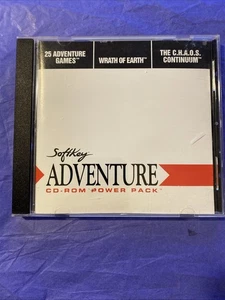 25 ADVENTURE
GAMES™
WRATH OF EARTH™
THE C.H.A.O.S.
CONTINUUM™
SoftKey
ADVENTURE
CD-ROM POWER PACK™